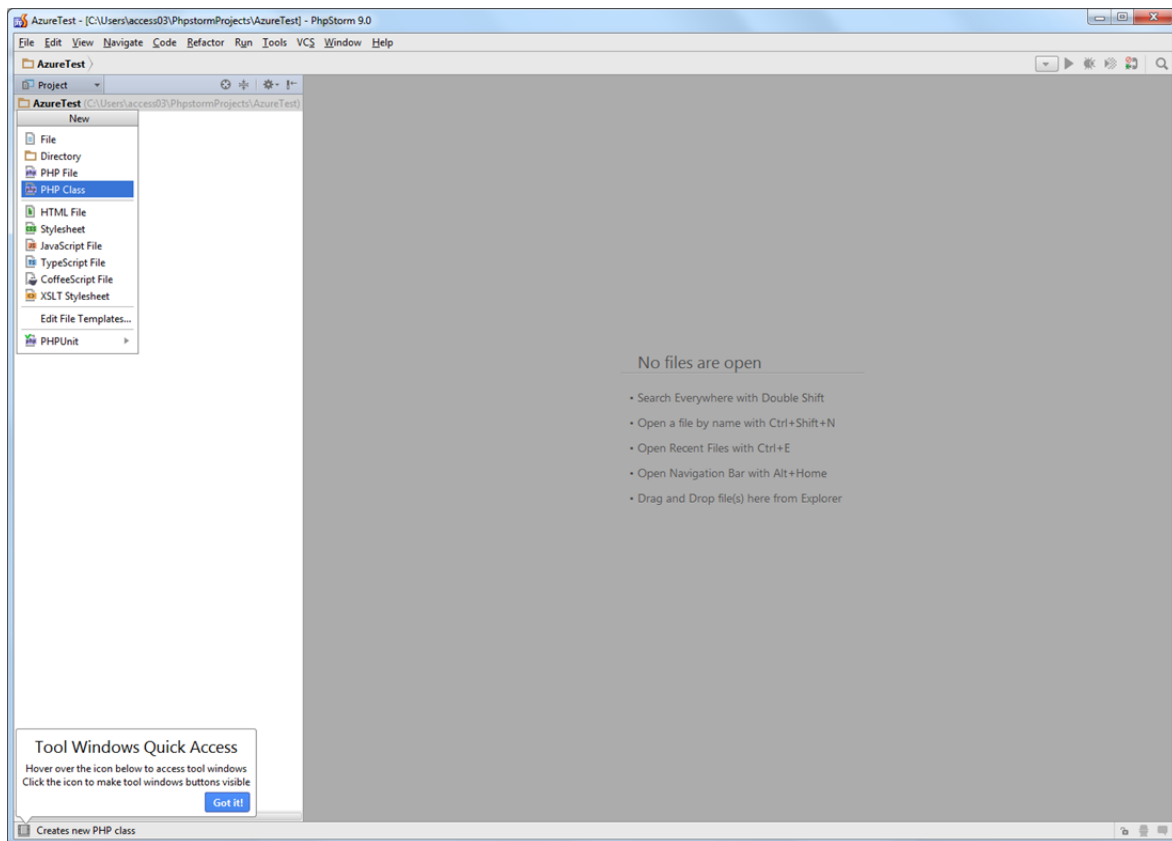 AzureTest - [C:\Users\access03\PhpstormProjects\AzureTest] - PhpStorm 9.0
File Edit View Navigate Code Refactor Run Tools VCS Window Help
AzureTest
Project
AzureTest (C:\Users\access03\PhpstormProjects\AzureTest)
New
File
Directory
PHP File
PHP Class
HTML File
Stylesheet
JavaScript File
TypeScript File
CoffeeScript File
XSLT Stylesheet
Edit File Templates...
PHPUnit
No files are open
• Search Everywhere with Double Shift
• Open a file by name with Ctrl+Shift+N
• Open Recent Files with Ctrl+E
• Open Navigation Bar with Alt+Home
• Drag and Drop file(s) here from Explorer
Tool Windows Quick Access
Hover over the icon below to access tool windows
Click the icon to make tool windows buttons visible
Got it!
Creates new PHP class